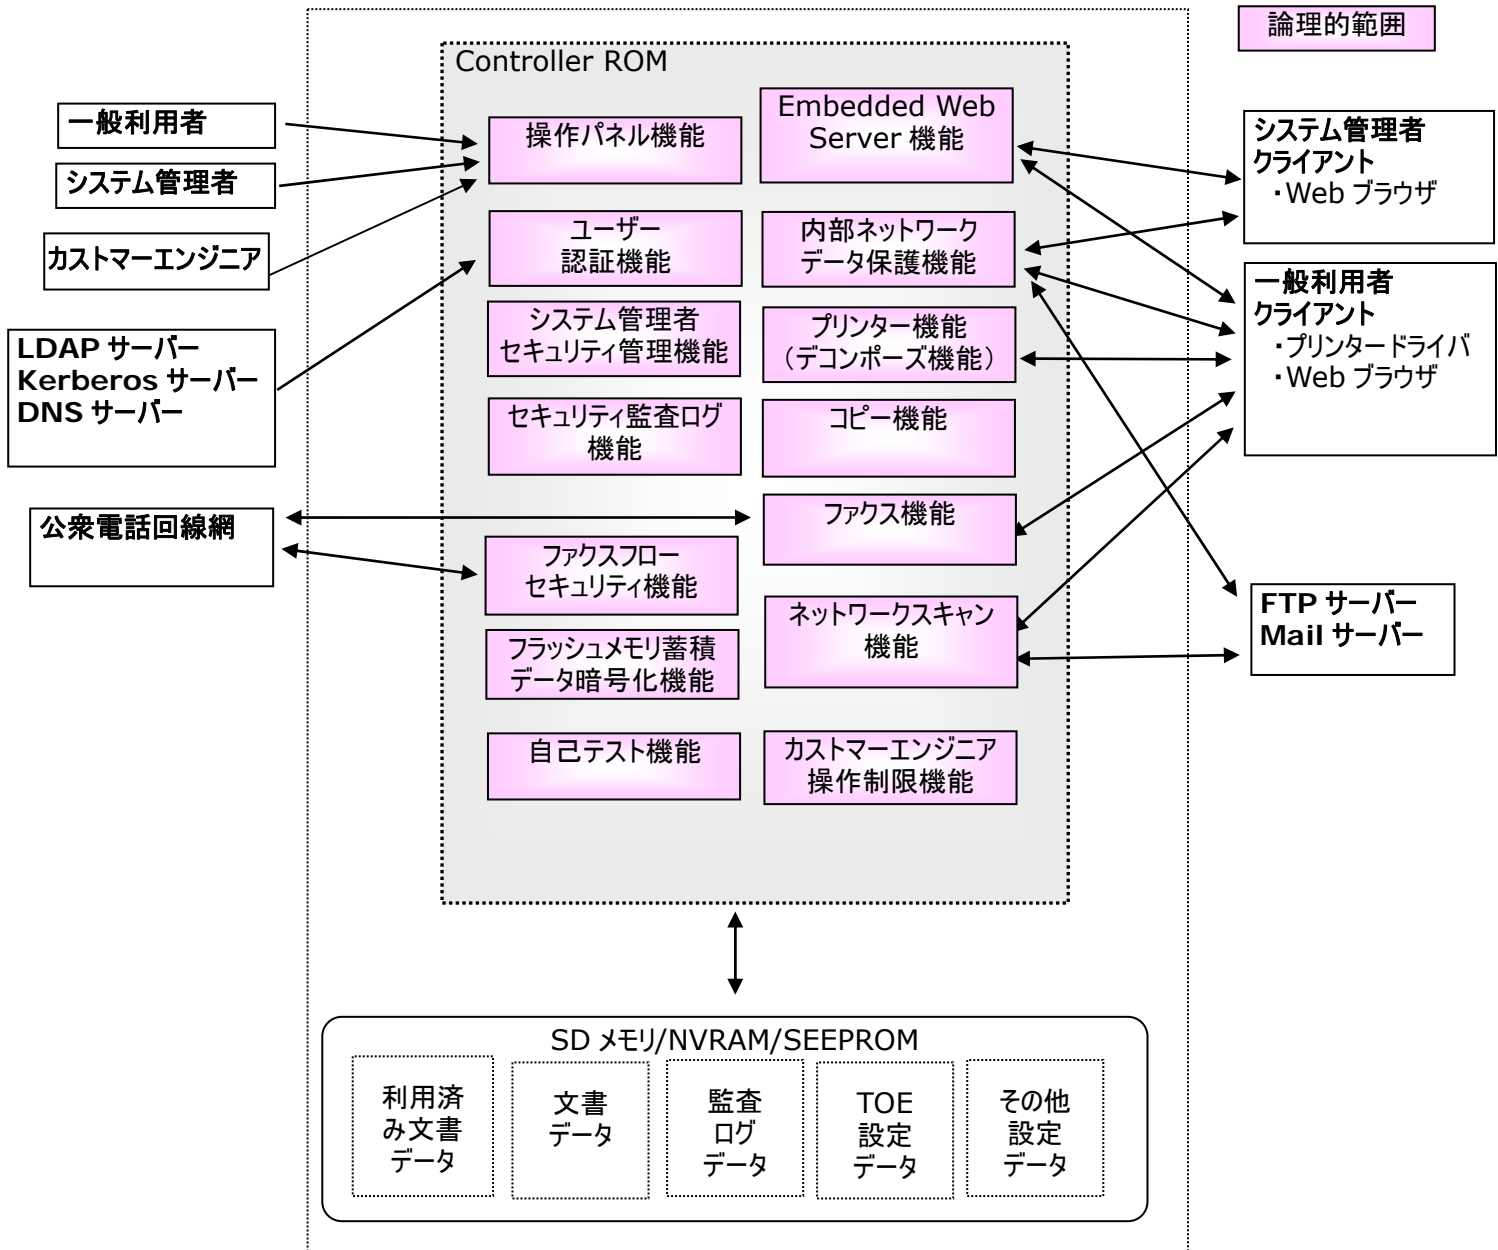 論理的範囲
Controller ROM
一般利用者
システム管理者
カストマーエンジニア
LDAP サーバー
Kerberos サーバー
DNS サーバー
公衆電話回線網
操作パネル機能
Embedded Web
Server 機能
ユーザー
認証機能
内部ネットワーク
データ保護機能
システム管理者
セキュリティ管理機能
プリンター機能
（デコンポーズ機能）
セキュリティ監査ログ
機能
コピー機能
ファクス機能
ファクスフロー
セキュリティ機能
ネットワークスキャン
機能
フラッシュメモリ蓄積
データ暗号化機能
自己テスト機能
カストマーエンジニア
操作制限機能
システム管理者
クライアント
・Web ブラウザ
一般利用者
クライアント
・プリンタードライバ
・Web ブラウザ
FTP サーバー
Mail サーバー
SD メモリ/NVRAM/SEEPROM
利用済
み文書
データ
文書
データ
監査
ログ
データ
TOE
設定
データ
その他
設定
データ